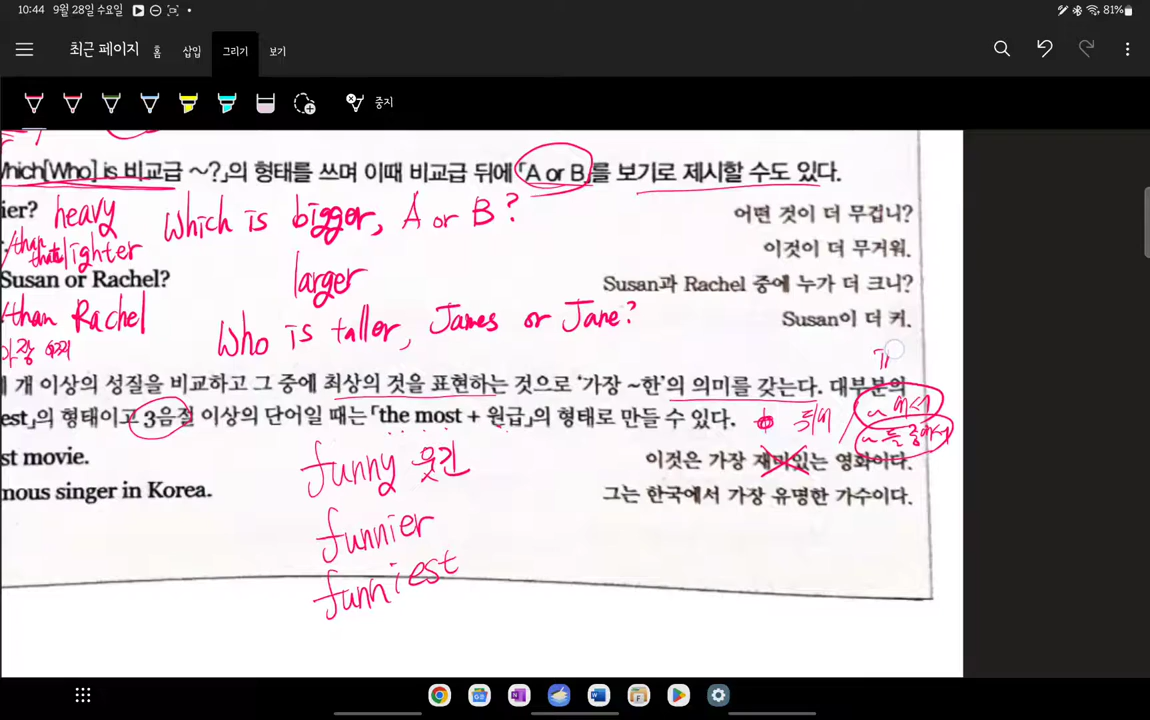 10:44 9월 28일 수요일 81%
최근 페이지 홈 삽입 그리기 보기
중지
Which[Who] is 비교급 ~?」의 형태를 쓰며 이때 비교급 뒤에 「A or B」를 보기로 제시할 수도 있다.
ier? heavy Which is bigger, A or B? 어떤 것이 더 무겁니?
/than that lighter 이것이 더 무거워.
Susan or Rachel? larger Susan과 Rachel 중에 누가 더 크니?
/than Rachel Who is taller, James or Jane? Susan이 더 커.
개 이상의 성질을 비교하고 그 중에 최상의 것을 표현하는 것으로 '가장 ~한'의 의미를 갖는다. 대부분의
est」의 형태이고 3음절 이상의 단어일 때는 「the most + 원급」의 형태로 만들 수 있다. 뒤에 ~에서
~들 중에서
st movie. funny 웃긴 이것은 가장 재미있는 영화이다.
mous singer in Korea. 그는 한국에서 가장 유명한 가수이다.
funnier
funniest